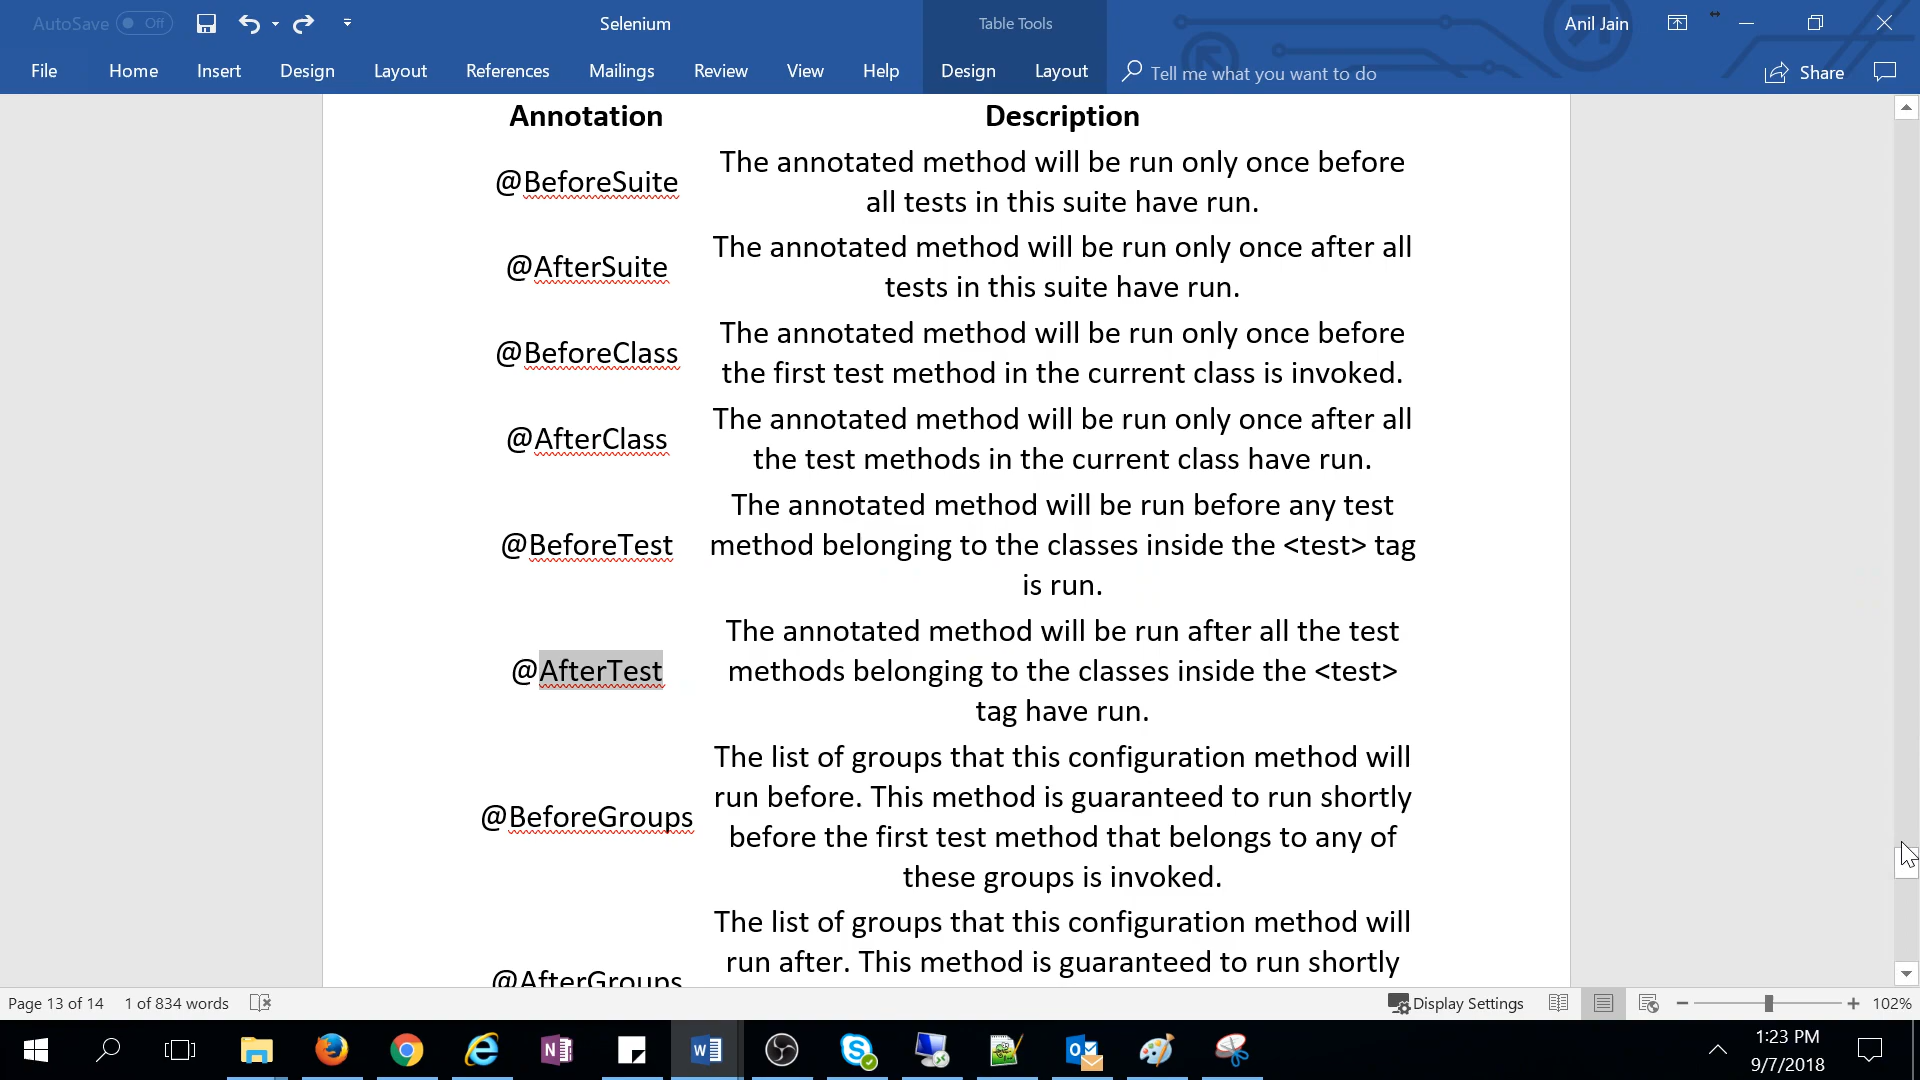 AutoSave Off
Selenium
Table Tools
Anil Jain
File Home Insert Design Layout References Mailings Review View Help Design Layout Tell me what you want to do Share
Annotation Description
@BeforeSuite
The annotated method will be run only once before
all tests in this suite have run.
@AfterSuite
The annotated method will be run only once after all
tests in this suite have run.
@BeforeClass
The annotated method will be run only once before
the first test method in the current class is invoked.
@AfterClass
The annotated method will be run only once after all
the test methods in the current class have run.
@BeforeTest
The annotated method will be run before any test
method belonging to the classes inside the <test> tag
is run.
@AfterTest
The annotated method will be run after all the test
methods belonging to the classes inside the <test>
tag have run.
@BeforeGroups
The list of groups that this configuration method will
run before. This method is guaranteed to run shortly
before the first test method that belongs to any of
these groups is invoked.
@AfterGroups
The list of groups that this configuration method will
run after. This method is guaranteed to run shortly
Page 13 of 14 1 of 834 words Display Settings 102%
1:23 PM
9/7/2018